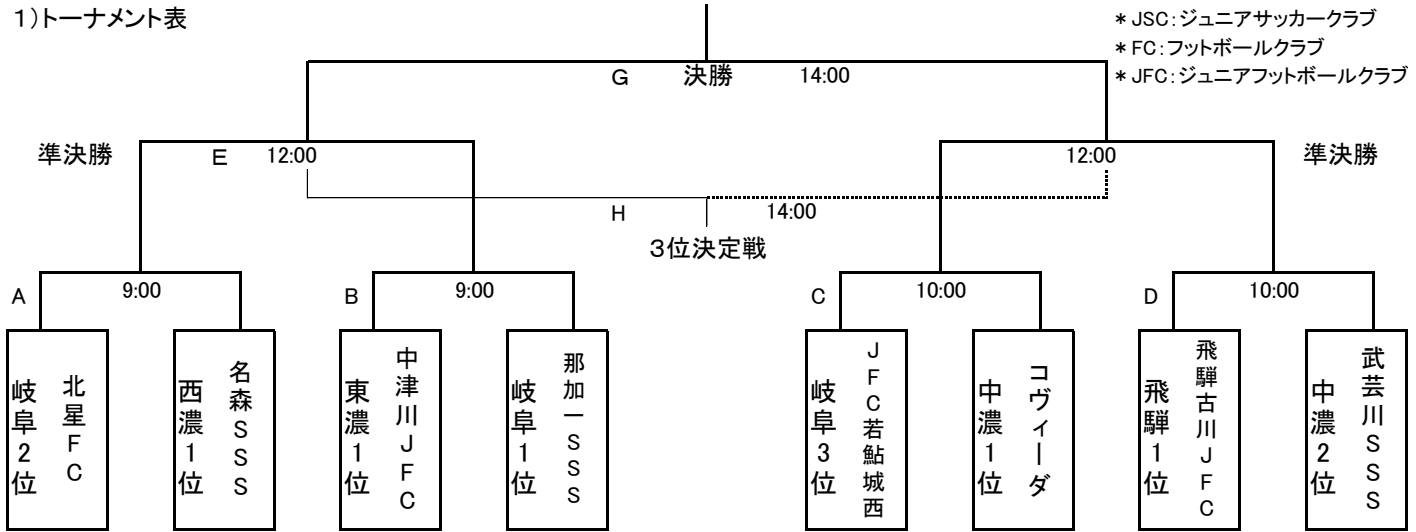 1)トーナメント表
＊JSC:ジュニアサッカークラブ
＊FC:フットボールクラブ
＊JFC:ジュニアフットボールクラブ
G 決勝 14:00
準決勝 E 12:00 12:00 準決勝
H 14:00
3位決定戦
A 9:00 B 9:00 C 10:00 D 10:00
岐阜2位
北星FC
西濃1位
名森SSS
東濃1位
中津川JFC
岐阜1位
那加一SSS
岐阜3位
JFC若鮎城西
中濃1位
コヴィーダ
飛騨1位
飛騨古川JFC
中濃2位
武芸川SSS